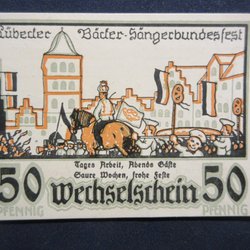 Lübecker Bäcker-Sängerbundesfest
Tages Arbeit, Abends Gäste
Saure Wochen, frohe Feste
50 Wechselschein 50
PFENNIG PFENNIG